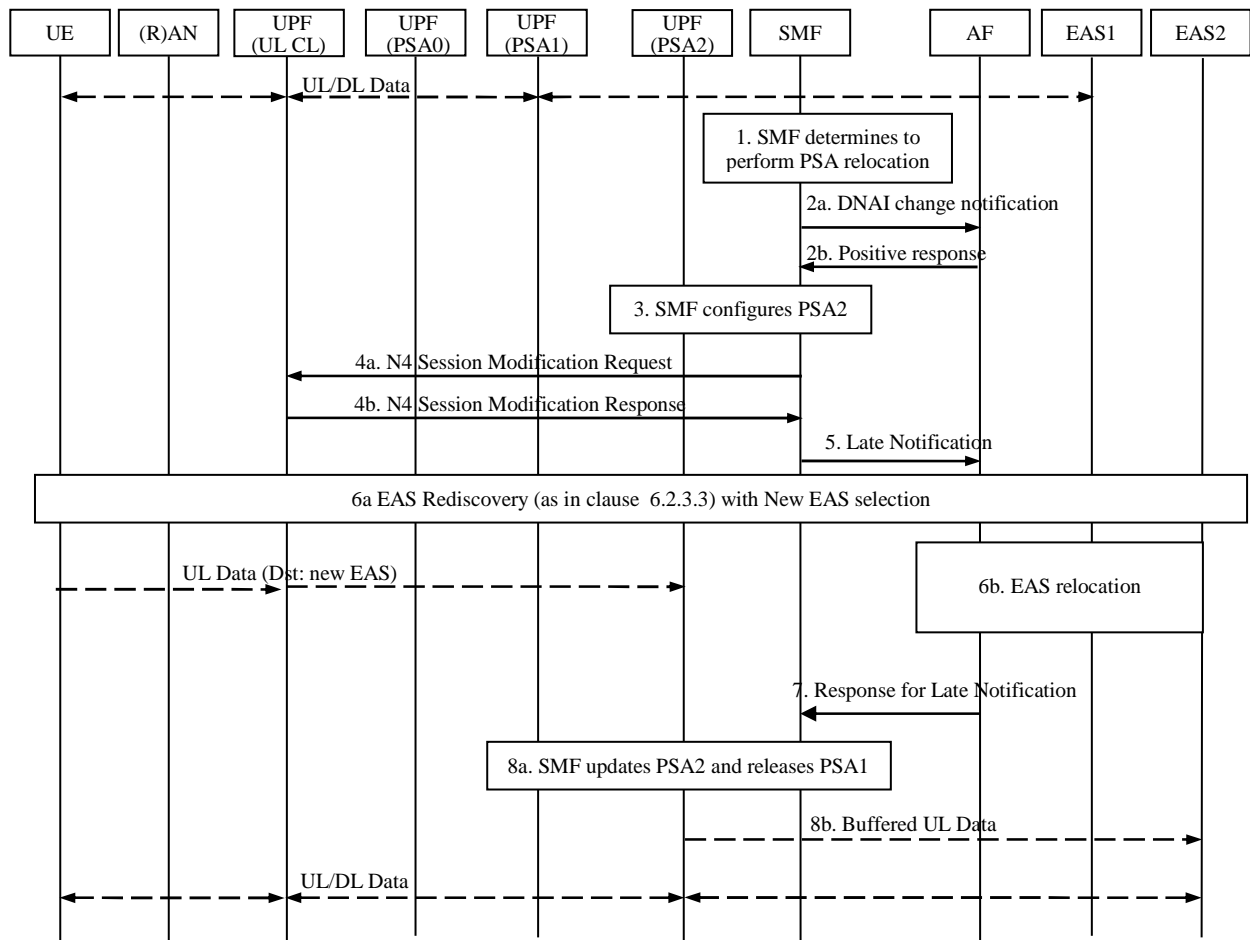 UE
(R)AN
UPF
(UL CL)
UPF
(PSA0)
UPF
(PSA1)
UPF
(PSA2)
SMF
AF
EAS1
EAS2
UL/DL Data
1. SMF determines to
perform PSA relocation
2a. DNAI change notification
2b. Positive response
3. SMF configures PSA2
4a. N4 Session Modification Request
4b. N4 Session Modification Response
5. Late Notification
6a EAS Rediscovery (as in clause 6.2.3.3) with New EAS selection
UL Data (Dst: new EAS)
6b. EAS relocation
7. Response for Late Notification
8a. SMF updates PSA2 and releases PSA1
8b. Buffered UL Data
UL/DL Data